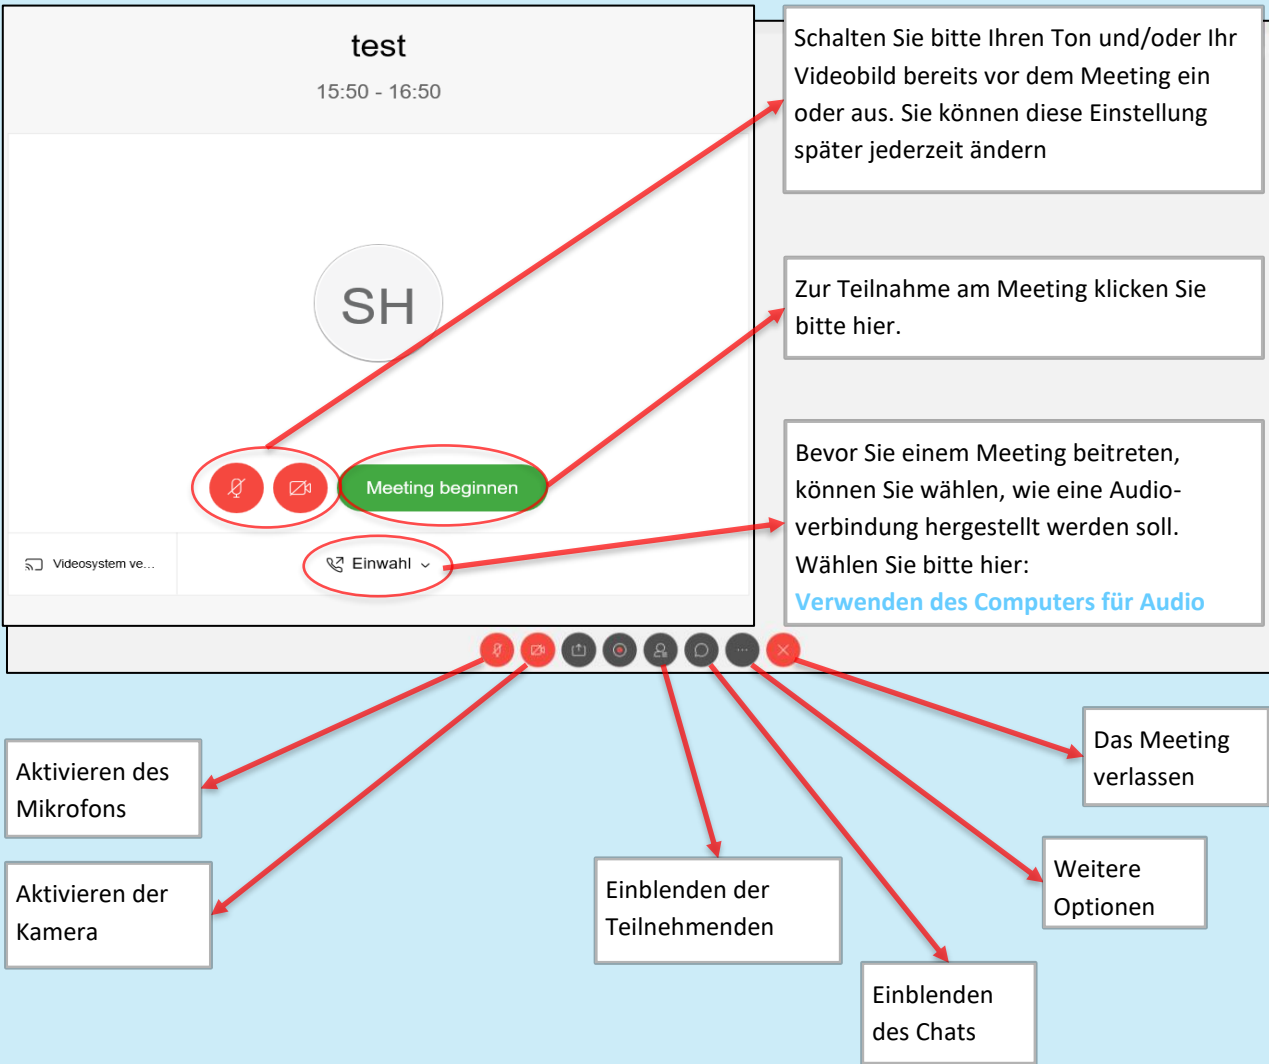 test
15:50 - 16:50
SH
Meeting beginnen
Videosystem ve...
Einwahl
Schalten Sie bitte Ihren Ton und/oder Ihr
Videobild bereits vor dem Meeting ein
oder aus. Sie können diese Einstellung
später jederzeit ändern
Zur Teilnahme am Meeting klicken Sie
bitte hier.
Bevor Sie einem Meeting beitreten,
können Sie wählen, wie eine Audio-
verbindung hergestellt werden soll.
Wählen Sie bitte hier:
Verwenden des Computers für Audio
Aktivieren des
Mikrofons
Aktivieren der
Kamera
Einblenden der
Teilnehmenden
Einblenden
des Chats
Weitere
Optionen
Das Meeting
verlassen